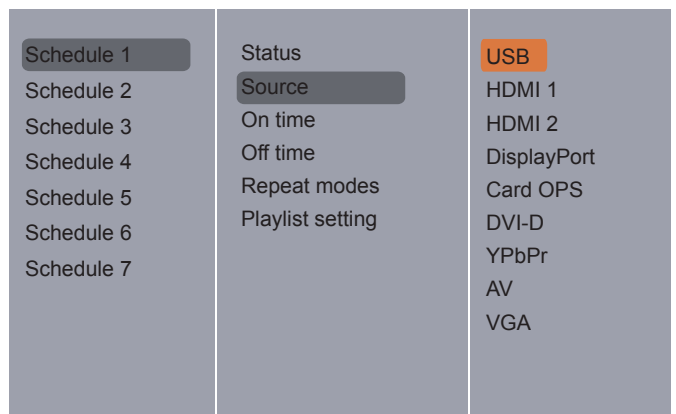 Schedule 1
Schedule 2
Schedule 3
Schedule 4
Schedule 5
Schedule 6
Schedule 7
Status
Source
On time
Off time
Repeat modes
Playlist setting
USB
HDMI 1
HDMI 2
DisplayPort
Card OPS
DVI-D
YPbPr
AV
VGA